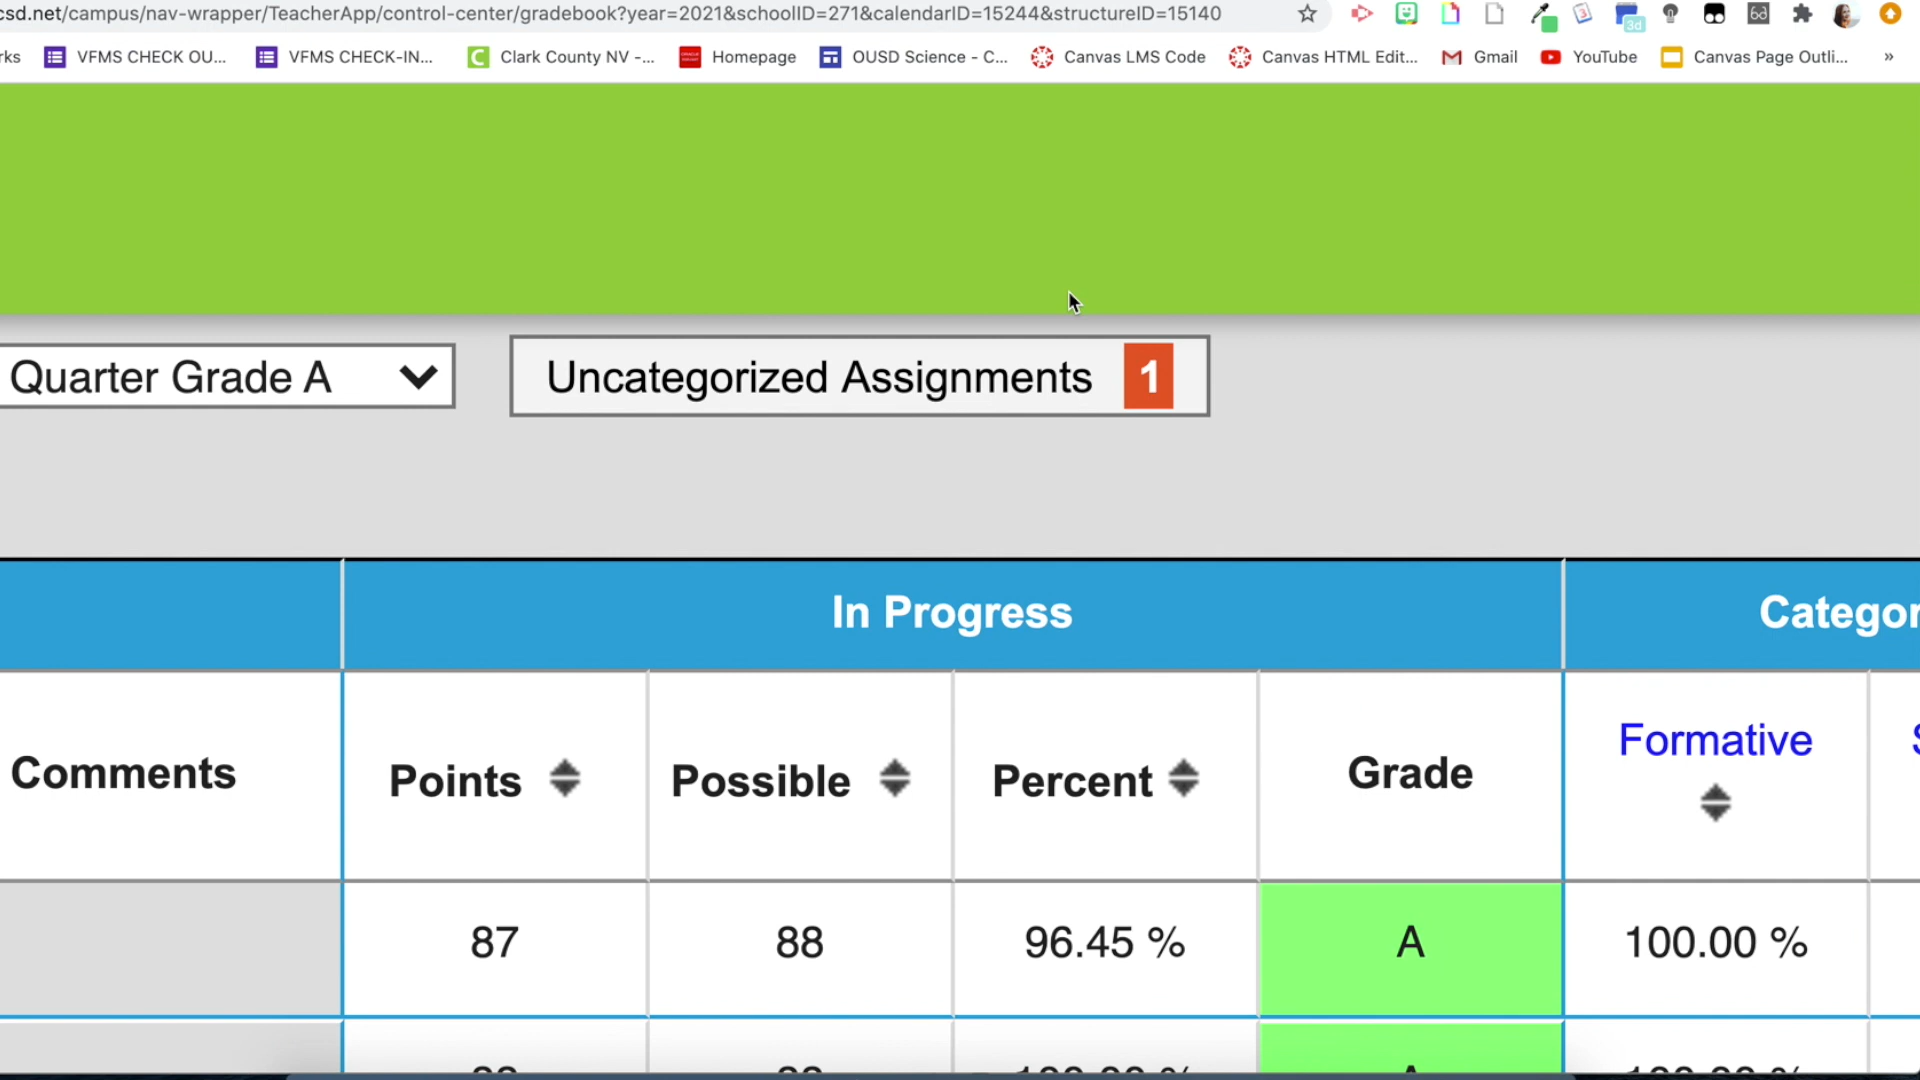 csd.net/campus/nav-wrapper/TeacherApp/control-center/gradebook?year=2021&schoolID=271&calendarID=15244&structureID=15140
3d
rks VFMS CHECK OU... VFMS CHECK-IN... Clark County NV -... Homepage OUSD Science - C... Canvas LMS Code Canvas HTML Edit... Gmail YouTube Canvas Page Outli... »
Quarter Grade A Uncategorized Assignments 1
In Progress Categor
Comments Points Possible Percent Grade Formative
87 88 96.45 % A 100.00 %